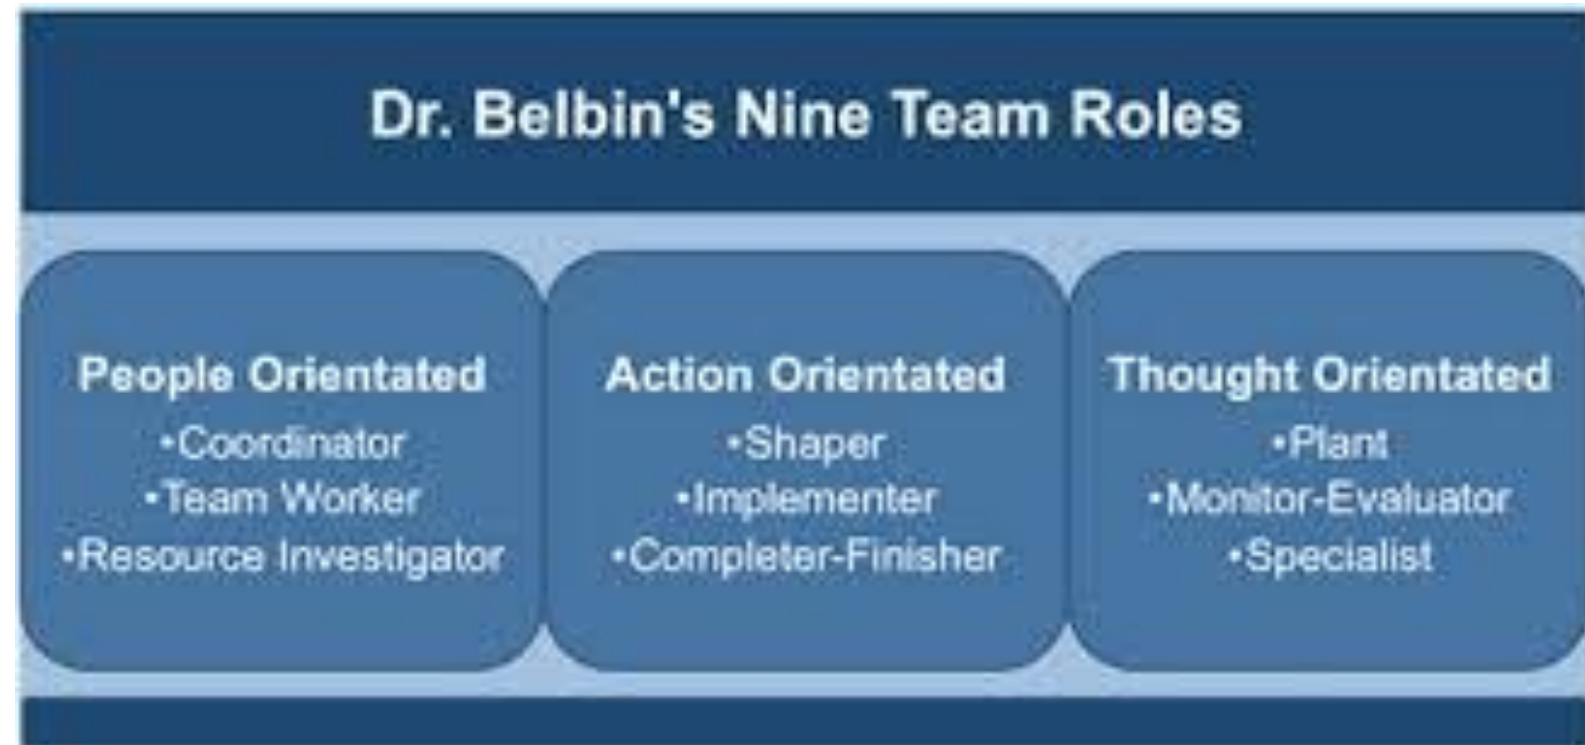 Dr. Belbin's Nine Team Roles
People Orientated
•Coordinator
•Team Worker
•Resource Investigator
Action Orientated
•Shaper
•Implementer
•Completer-Finisher
Thought Orientated
•Plant
•Monitor-Evaluator
•Specialist